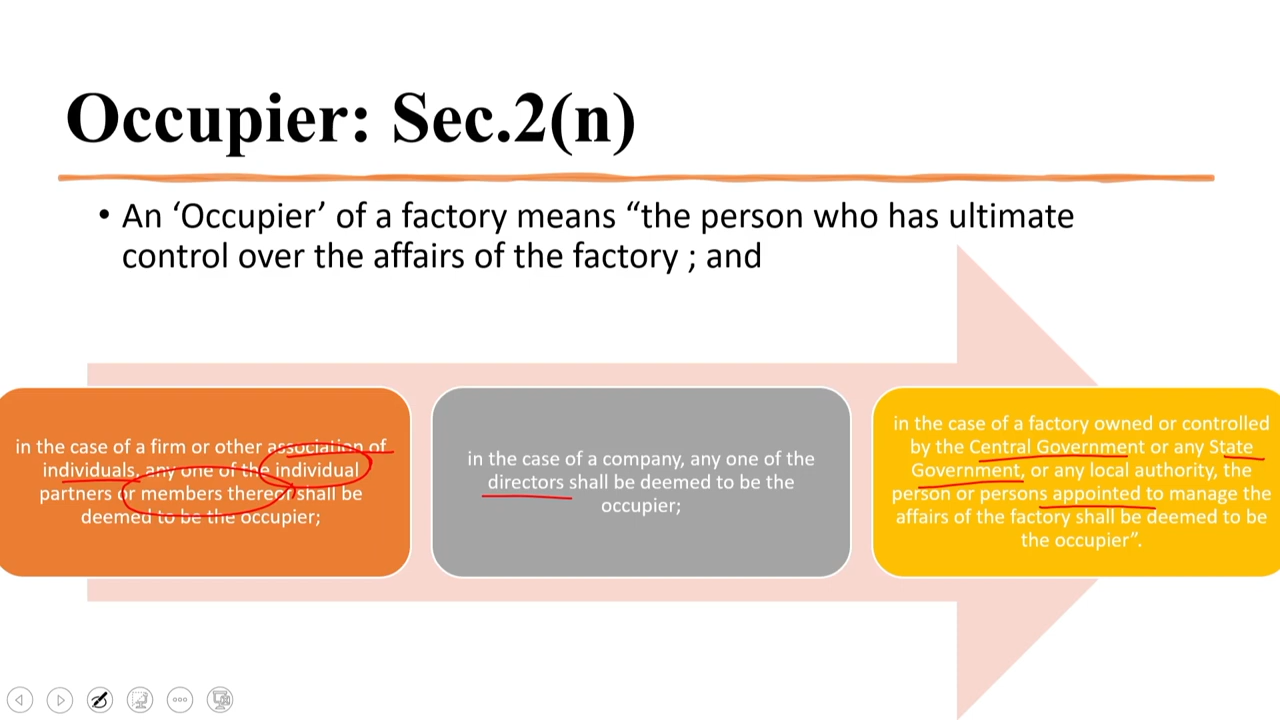 Occupier: Sec.2(n)
• An ‘Occupier’ of a factory means “the person who has ultimate
control over the affairs of the factory ; and
in the case of a firm or other association of
individuals, any one of the individual
partners or members thereof shall be
deemed to be the occupier;
in the case of a company, any one of the
directors shall be deemed to be the
occupier;
in the case of a factory owned or controlled
by the Central Government or any State
Government, or any local authority, the
person or persons appointed to manage the
affairs of the factory shall be deemed to be
the occupier”.